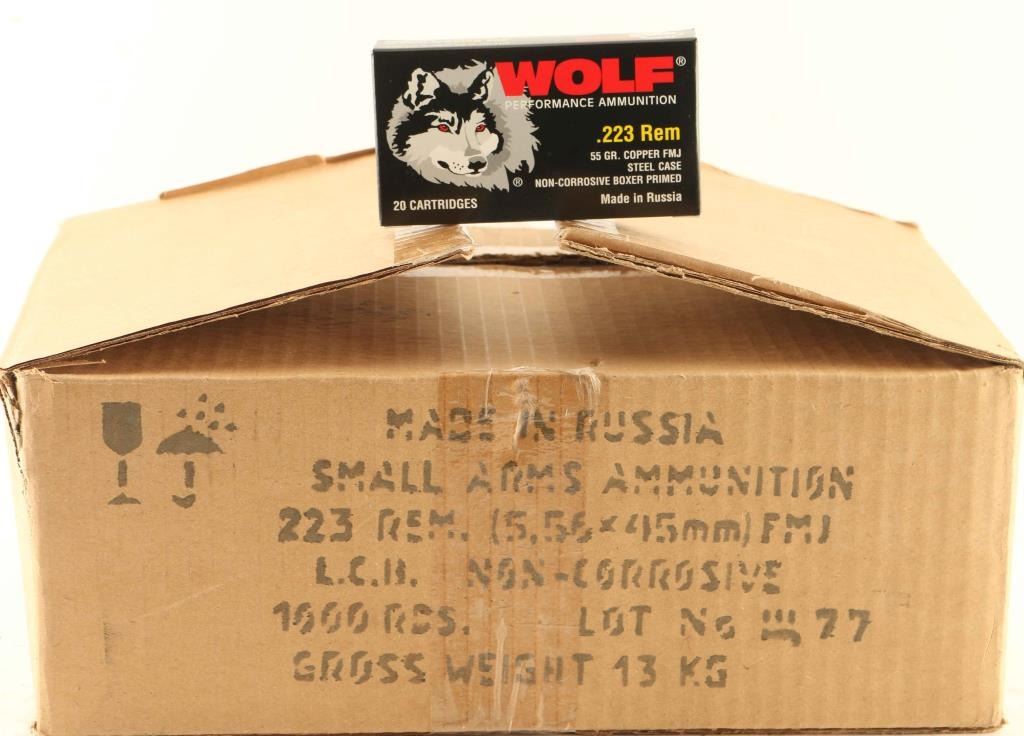 WOLF®
PERFORMANCE AMMUNITION
.223 Rem
55 GR. COPPER FMJ
STEEL CASE
NON-CORROSIVE BOXER PRIMED
®
20 CARTRIDGES
Made in Russia
MADE IN RUSSIA
SMALL ARMS AMMUNITION
223 REM. (5,56×45mm) FMJ
NON-CORROSIVE
1000 RDS. LOT No 77
GROSS WEIGHT 13 KG